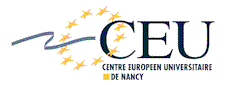 CEU
CENTRE EUROPEEN UNIVERSITAIRE
DE NANCY